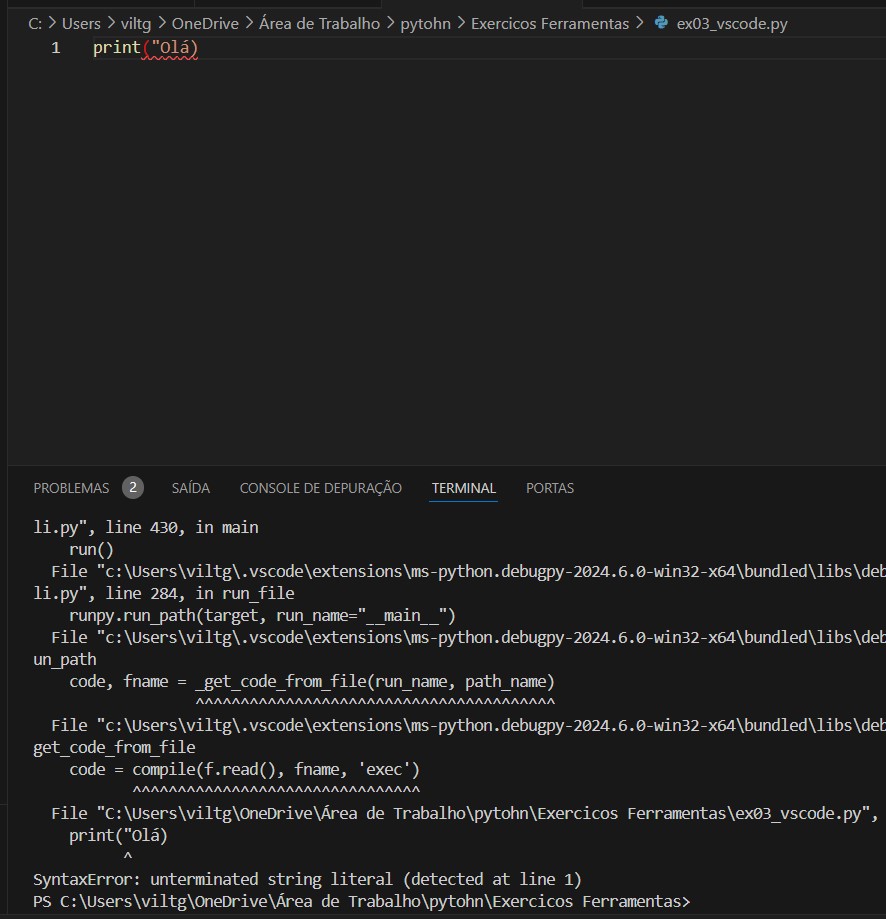 C: > Users > viltg > OneDrive > Área de Trabalho > pytohn > Exercicos Ferramentas > ex03_vscode.py
1 print("Olá)
PROBLEMAS 2 SAÍDA CONSOLE DE DEPURAÇÃO TERMINAL PORTAS
li.py", line 430, in main
    run()
  File "c:\Users\viltg\.vscode\extensions\ms-python.debugpy-2024.6.0-win32-x64\bundled\libs\deb
li.py", line 284, in run_file
    runpy.run_path(target, run_name="__main__")
  File "c:\Users\viltg\.vscode\extensions\ms-python.debugpy-2024.6.0-win32-x64\bundled\libs\deb
un_path
    code, fname = _get_code_from_file(run_name, path_name)
                  ^^^^^^^^^^^^^^^^^^^^^^^^^^^^^^^^^^^^^^^^
  File "c:\Users\viltg\.vscode\extensions\ms-python.debugpy-2024.6.0-win32-x64\bundled\libs\deb
get_code_from_file
    code = compile(f.read(), fname, 'exec')
           ^^^^^^^^^^^^^^^^^^^^^^^^^^^^^^^^
  File "C:\Users\viltg\OneDrive\Área de Trabalho\pytohn\Exercicos Ferramentas\ex03_vscode.py",
    print("Olá)
          ^
SyntaxError: unterminated string literal (detected at line 1)
PS C:\Users\viltg\OneDrive\Área de Trabalho\pytohn\Exercicos Ferramentas>